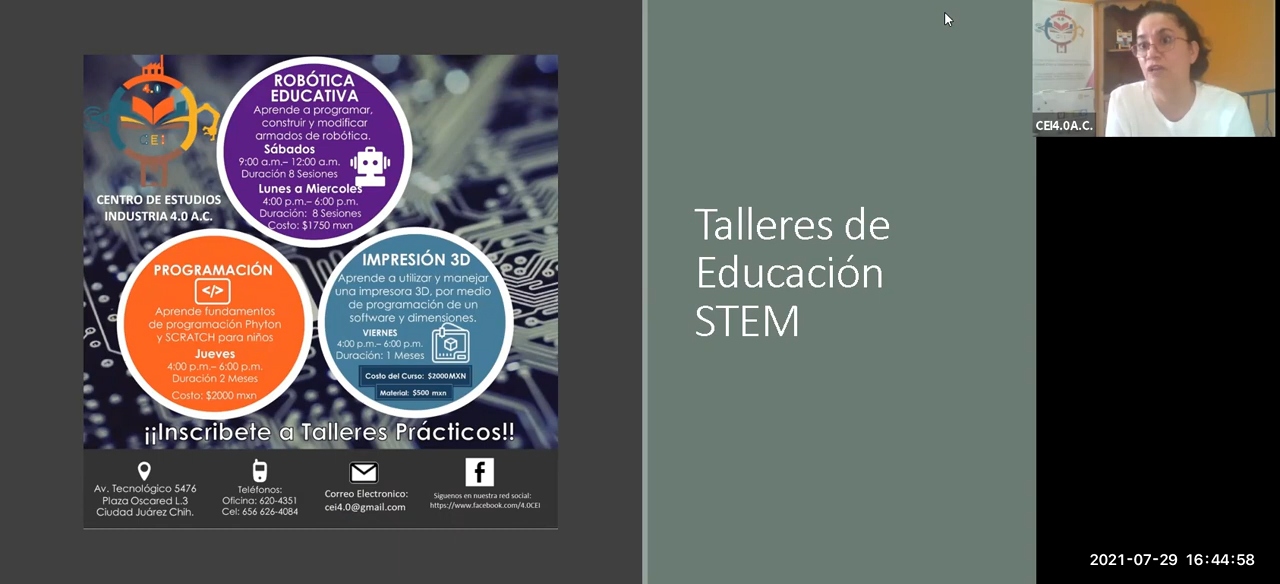 4.0
CEI
CENTRO DE ESTUDIOS
INDUSTRIA 4.0 A.C.
ROBÓTICA
EDUCATIVA
Aprende a programar,
construir y modificar
armados de robótica.
Sábados
9:00 a.m.– 12:00 a.m.
Duración 8 Sesiones
Lunes a Miercoles
4:00 p.m.– 6:00 p.m.
Duración: 8 Sesiones
Costo: $1750 mxn
PROGRAMACIÓN
</>
Aprende fundamentos
de programación Phyton
y SCRATCH para niños
Jueves
4:00 p.m.– 6:00 p.m.
Duración 2 Meses
Costo: $2000 mxn
IMPRESIÓN 3D
Aprende a utilizar y manejar
una impresora 3D, por medio
de programación de un
software y dimensiones.
VIERNES
4:00 p.m.– 6:00 p.m.
Duración: 1 Meses
Costo del Curso: $2000MXN
Material: $500 mxn
¡¡Inscribete a Talleres Prácticos!!
Av. Tecnológico 5476
Plaza Oscared L.3
Ciudad Juárez Chih.
Teléfonos:
Oficina: 620-4351
Cel: 656 626-4084
Correo Electronico:
cei4.0@gmail.com
f
Siguenos en nuestra red social:
https://www.facebook.com/4.0CEI
Talleres de
Educación
STEM
CEI4.0A.C.
2021-07-29 16:44:58